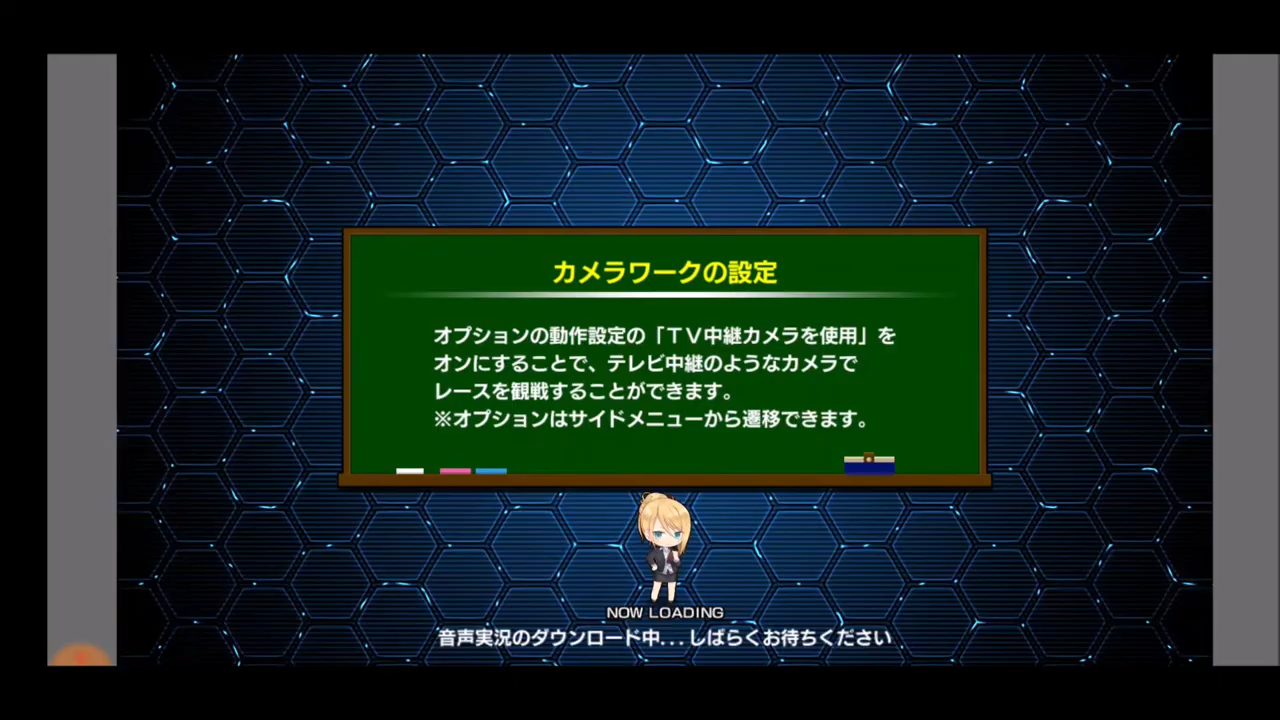 カメラワークの設定
オプションの動作設定の「ＴＶ中継カメラを使用」を
オンにすることで、テレビ中継のようなカメラで
レースを観戦することができます。
※オプションはサイドメニューから遷移できます。
NOW LOADING
音声実況のダウンロード中...しばらくお待ちください